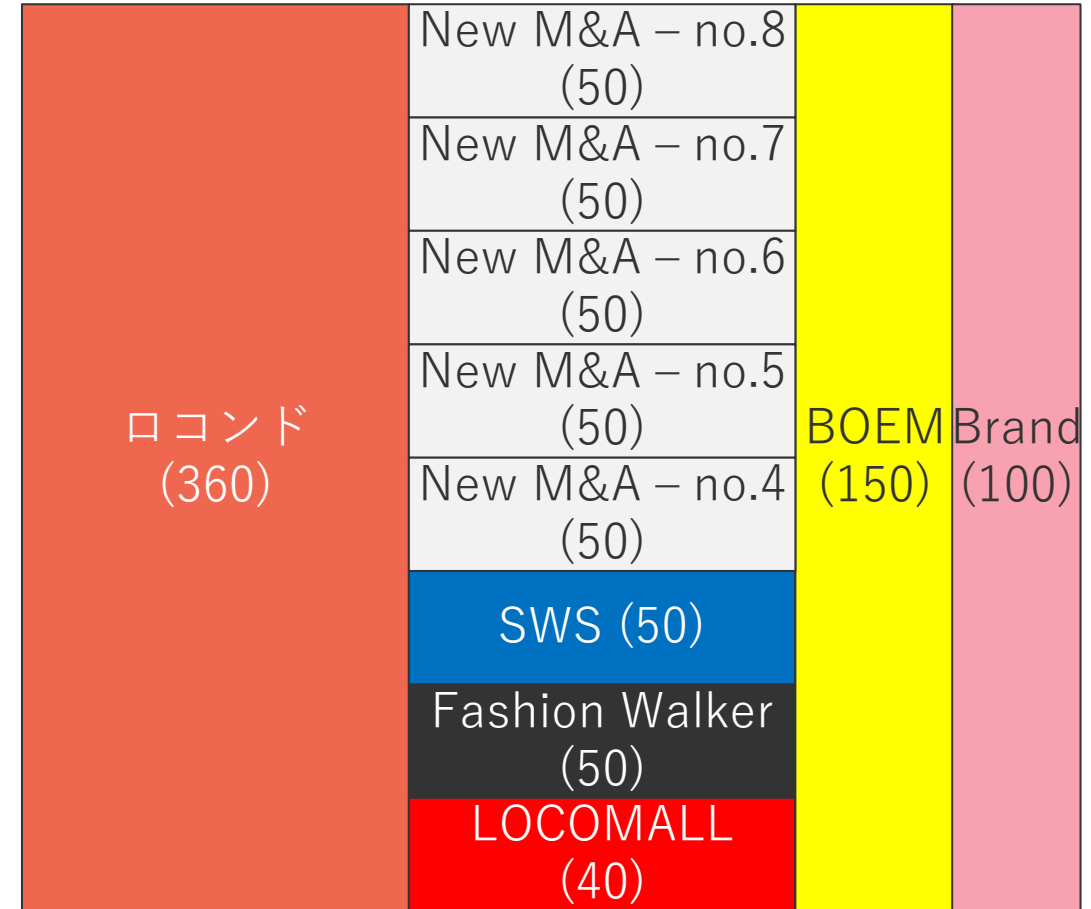 ロコンド
(360)
New M&A – no.8
(50)
New M&A – no.7
(50)
New M&A – no.6
(50)
New M&A – no.5
(50)
New M&A – no.4
(50)
SWS (50)
Fashion Walker
(50)
LOCOMALL
(40)
BOEM
(150)
Brand
(100)